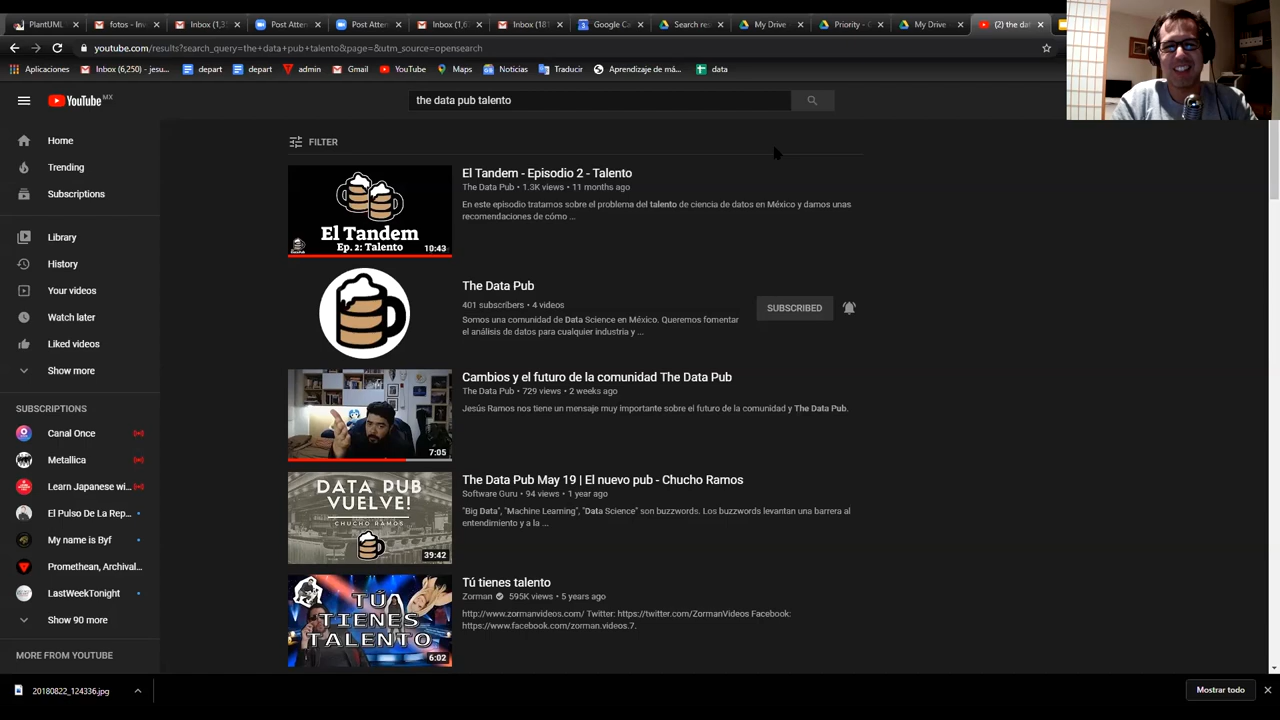 PlantUML
fotos - Inv
Inbox (1,3
Inbox (
Post Atten
Post Atten
Inbox (1,6
Inbox (181
Google Ca
Search re
My Drive
Priority - G
My Drive
(2) the dat
youtube.com/results?search_query=the+data+pub+talento&page=&utm_source=opensearch
Aplicaciones
Inbox (6,250) - jesu...
depart
depart
admin
Gmail
YouTube
Maps
Noticias
Traducir
Aprendizaje de má...
data
YouTube MX
the data pub talento
Home
Trending
Subscriptions
Library
History
Your videos
Watch later
Liked videos
Show more
SUBSCRIPTIONS
Canal Once
Metallica
Learn Japanese wi...
El Pulso De La Rep...
My name is Byf
Promethean, Archival...
LastWeekTonight
Show 90 more
MORE FROM YOUTUBE
FILTER
El Tandem
Ep. 2: Talento
10:43
El Tandem - Episodio 2 - Talento
The Data Pub • 1.3K views • 11 months ago
En este episodio tratamos sobre el problema del talento de ciencia de datos en México y damos unas
recomendaciones de cómo ...
The Data Pub
401 subscribers • 4 videos
Somos una comunidad de Data Science en México. Queremos fomentar
el análisis de datos para cualquier industria y ...
SUBSCRIBED
7:05
Cambios y el futuro de la comunidad The Data Pub
The Data Pub • 729 views • 2 weeks ago
Jesús Ramos nos tiene un mensaje muy importante sobre el futuro de la comunidad y The Data Pub.
DATA PUB
VUELVE!
CHUCHO RAMOS
39:42
The Data Pub May 19 | El nuevo pub - Chucho Ramos
Software Guru • 94 views • 1 year ago
"Big Data", "Machine Learning", "Data Science" son buzzwords. Los buzzwords levantan una barrera al
entendimiento y a la ...
TÚ
TIENES
TALENTO
6:02
Tú tienes talento
Zorman 595K views • 5 years ago
http://www.zormanvideos.com/ Twitter: https://twitter.com/ZormanVideos Facebook:
https://www.facebook.com/zorman.videos.7.
20180822_124336.jpg
Mostrar todo